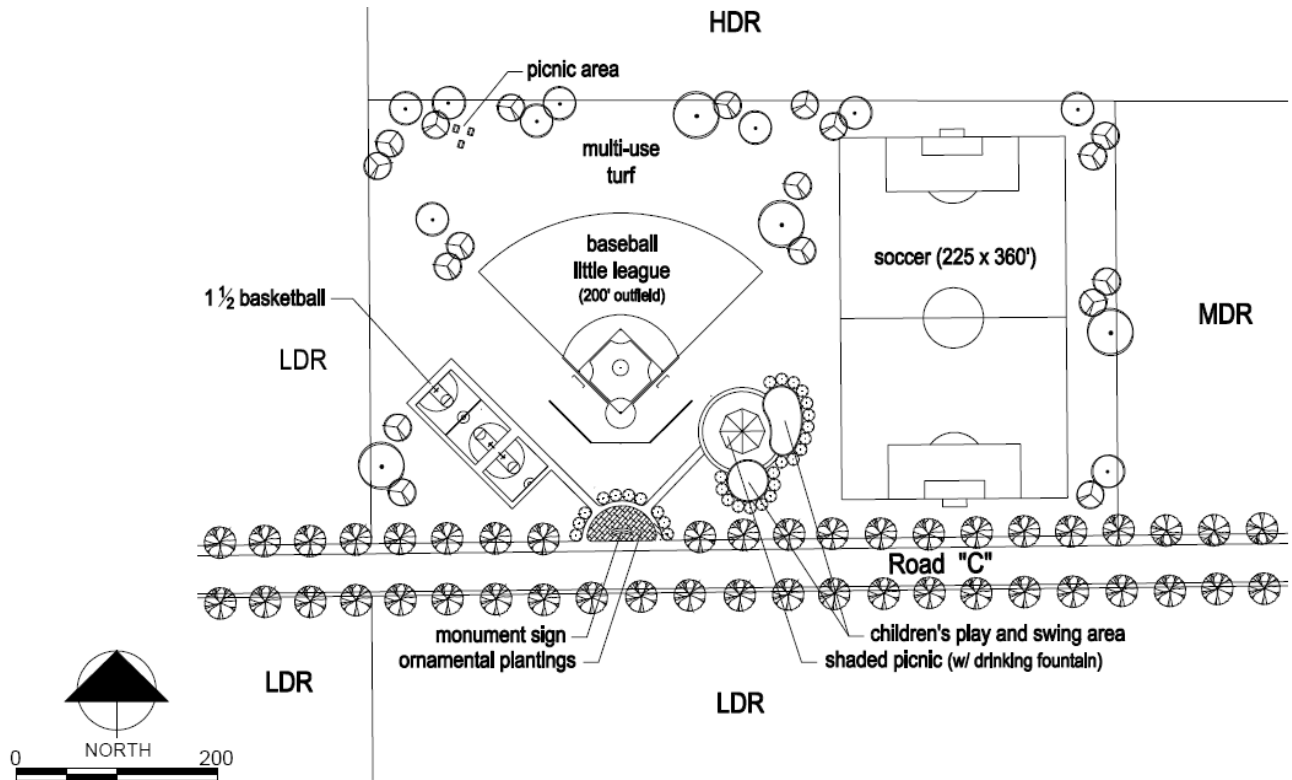 HDR
picnic area
multi-use
turf
baseball
little league
(200' outfield)
soccer (225 x 360')
1 ½ basketball
MDR
LDR
Road "C"
monument sign
ornamental plantings
children's play and swing area
shaded picnic (w/ drinking fountain)
LDR
LDR
NORTH
0 200